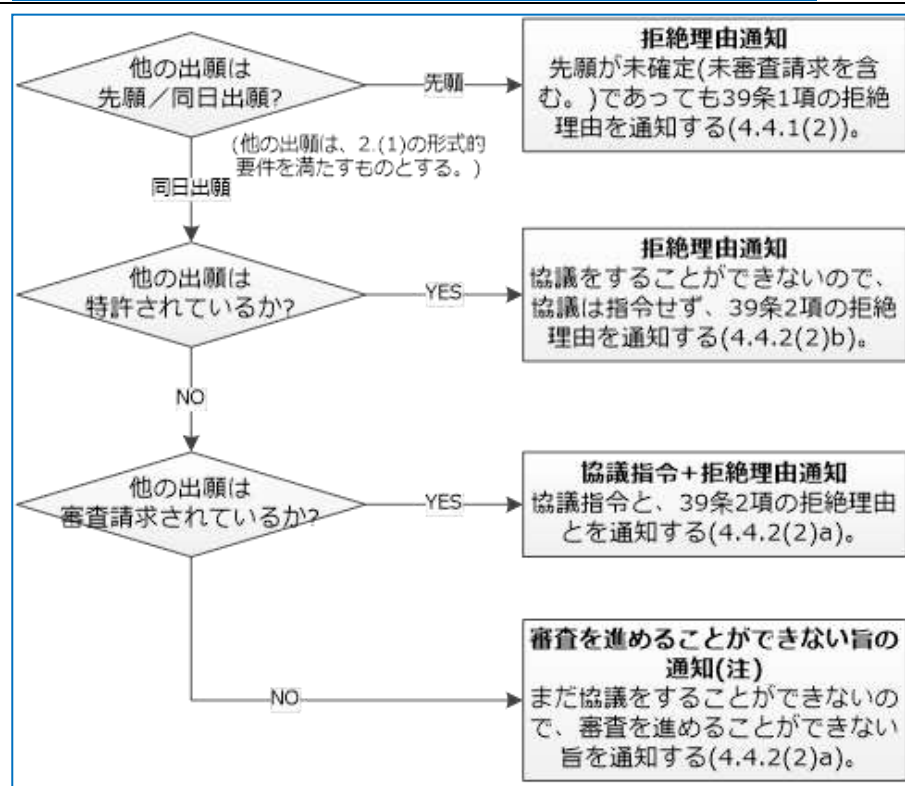 他の出願は
先願／同日出願?
先願
拒絶理由通知
先願が未確定(未審査請求を含
む。)であっても39条1項の拒絶
理由を通知する(4.4.1(2))。
(他の出願は、2.(1)の形式的
要件を満たすものとする。)
同日出願
他の出願は
特許されているか?
YES
拒絶理由通知
協議をすることができないので、
協議は指令せず、39条2項の拒絶
理由を通知する(4.4.2(2)b)。
NO
他の出願は
審査請求されているか?
YES
協議指令+拒絶理由通知
協議指令と、39条2項の拒絶理由
とを通知する(4.4.2(2)a)。
NO
審査を進めることができない旨の
通知(注)
まだ協議をすることができないの
で、審査を進めることができない
旨を通知する(4.4.2(2)a)。